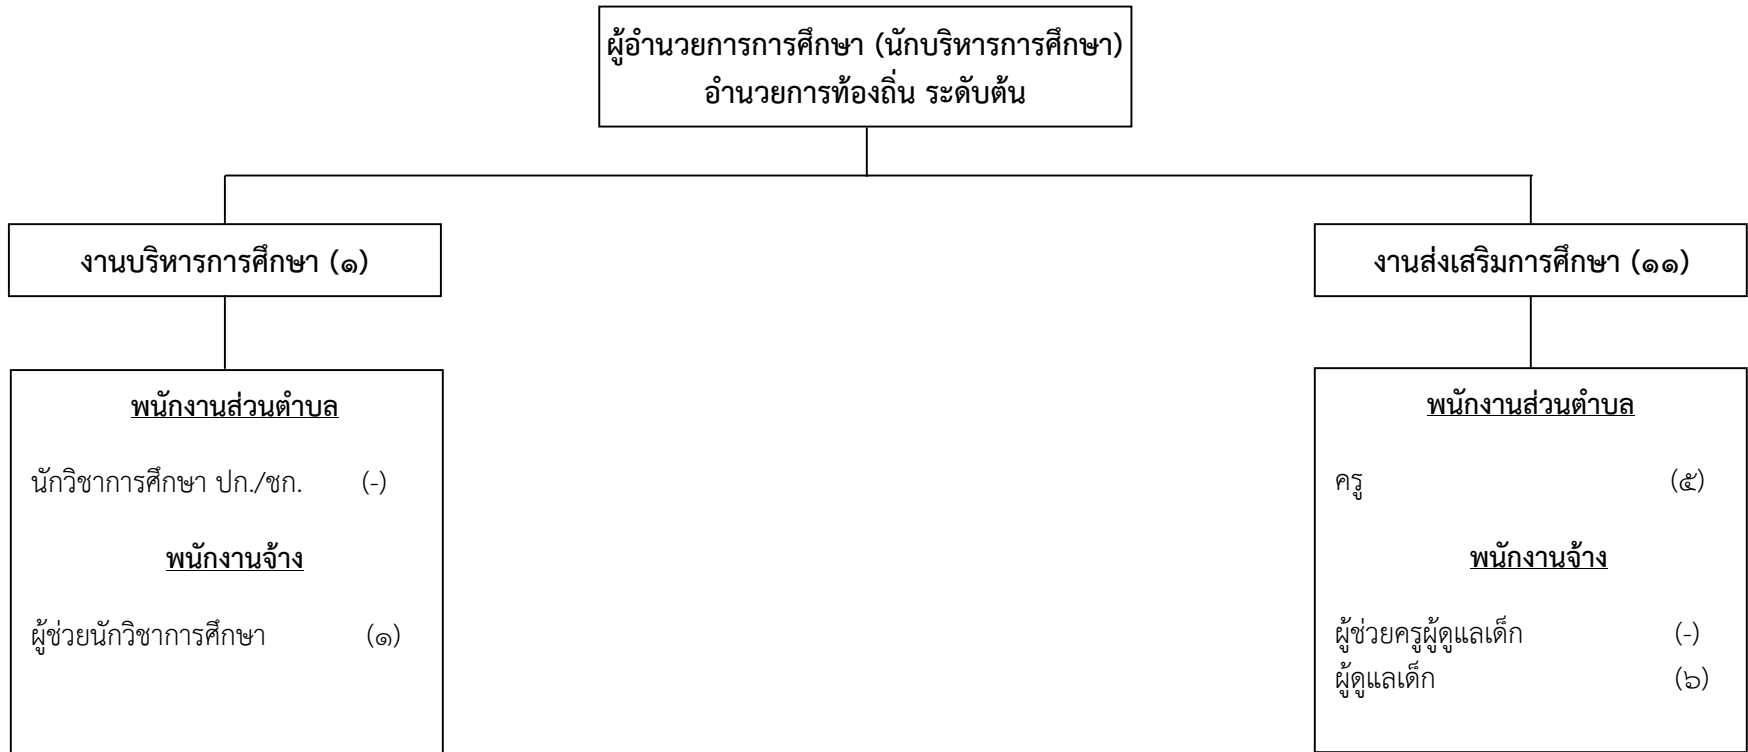 ผู้อำนวยการการศึกษา (นักบริหารการศึกษา)
อำนวยการท้องถิ่น ระดับต้น
งานบริหารการศึกษา (๑)
พนักงานส่วนตำบล
นักวิชาการศึกษา ปก./ชก. (-)
พนักงานจ้าง
ผู้ช่วยนักวิชาการศึกษา (๑)
งานส่งเสริมการศึกษา (๑๑)
พนักงานส่วนตำบล
ครู (๕)
พนักงานจ้าง
ผู้ช่วยครูผู้ดูแลเด็ก (-)
ผู้ดูแลเด็ก (๖)